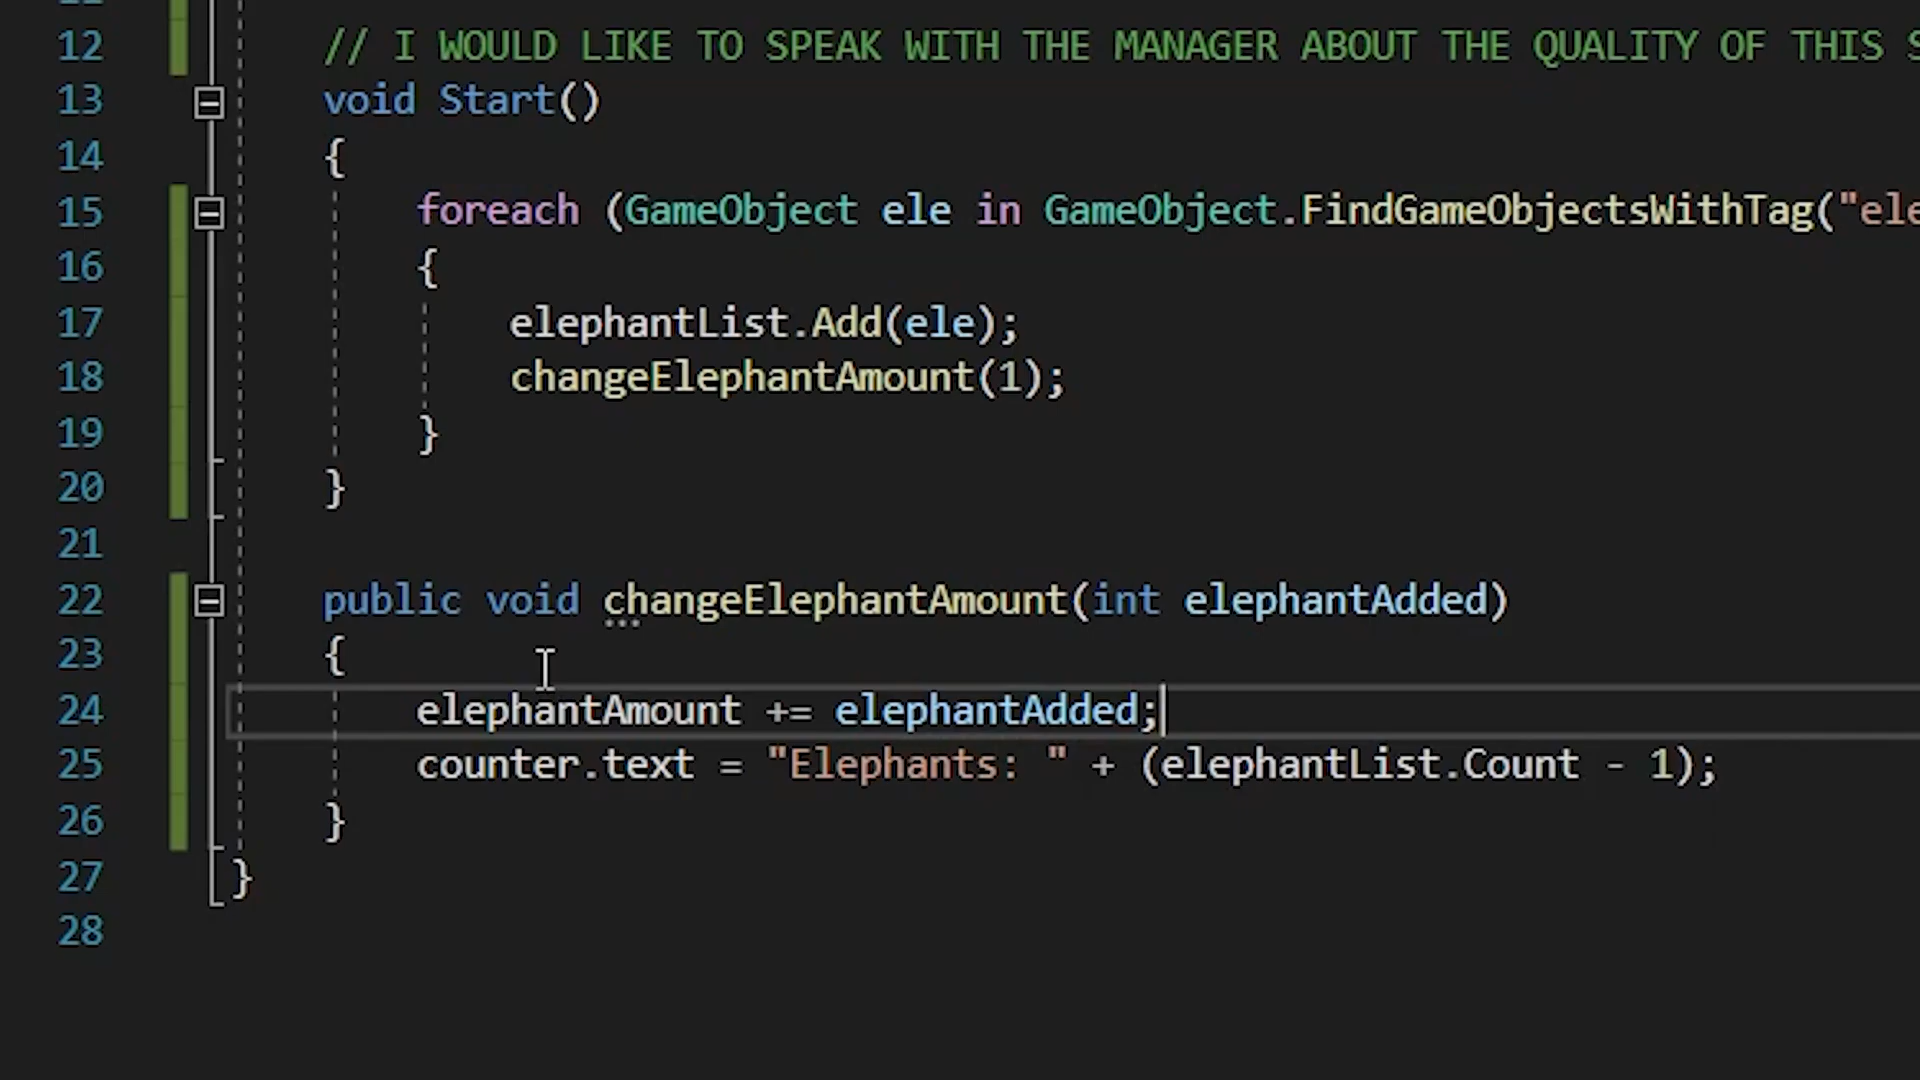 12 // I WOULD LIKE TO SPEAK WITH THE MANAGER ABOUT THE QUALITY OF THIS
13 void Start()
14 {
15 foreach (GameObject ele in GameObject.FindGameObjectsWithTag("ele
16 {
17 elephantList.Add(ele);
18 changeElephantAmount(1);
19 }
20 }
21
22 public void changeElephantAmount(int elephantAdded)
23 {
24 elephantAmount += elephantAdded;
25 counter.text = "Elephants: " + (elephantList.Count - 1);
26 }
27 }
28